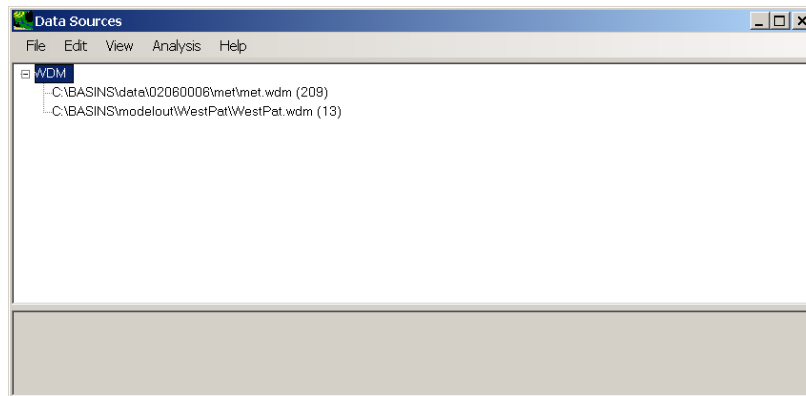 Data Sources
File Edit View Analysis Help
WDM
C:\BASINS\data\02060006\met\met.wdm (209)
C:\BASINS\modelout\WestPat\WestPat.wdm (13)